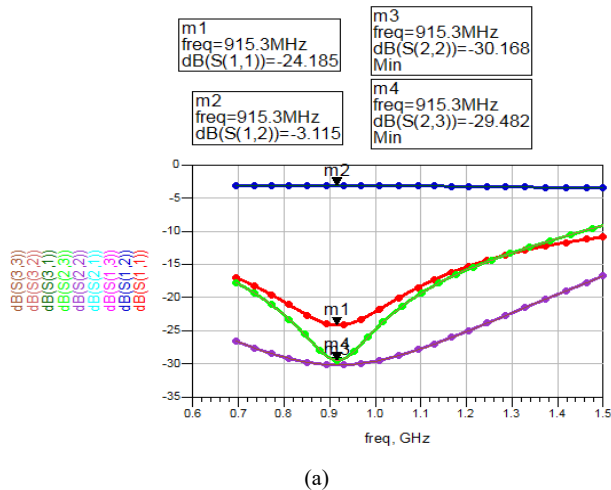 m1
freq=915.3MHz
dB(S(1,1))=-24.185
m3
freq=915.3MHz
dB(S(2,2))=-30.168
Min
m2
freq=915.3MHz
dB(S(1,2))=-3.115
m4
freq=915.3MHz
dB(S(2,3))=-29.482
Min
dB(S(3,3))
dB(S(3,2))
dB(S(3,1))
dB(S(2,3))
dB(S(2,2))
dB(S(2,1))
dB(S(1,3))
dB(S(1,2))
dB(S(1,1))
0
-5
-10
-15
-20
-25
-30
-35
m2
m1
m4
0.6 0.7 0.8 0.9 1.0 1.1 1.2 1.3 1.4 1.5
freq, GHz
(a)